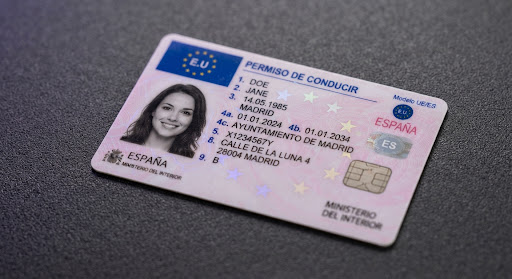 E.U
PERMISO DE CONDUCIR
1. DOE
2. JANE
3. 14.05.1985
MADRID
4a. 01.01.2024 4b. 01.01.2034
4c. AYUNTAMIENTO DE MADRID
5. X1234567Y
8. CALLE DE LA LUNA 4
28004 MADRID
9. B
Modelo UE/ES
EU
ESPAÑA
ES
ESPAÑA
MINISTERIO DEL INTERIOR
MINISTERIO
DEL INTERIOR